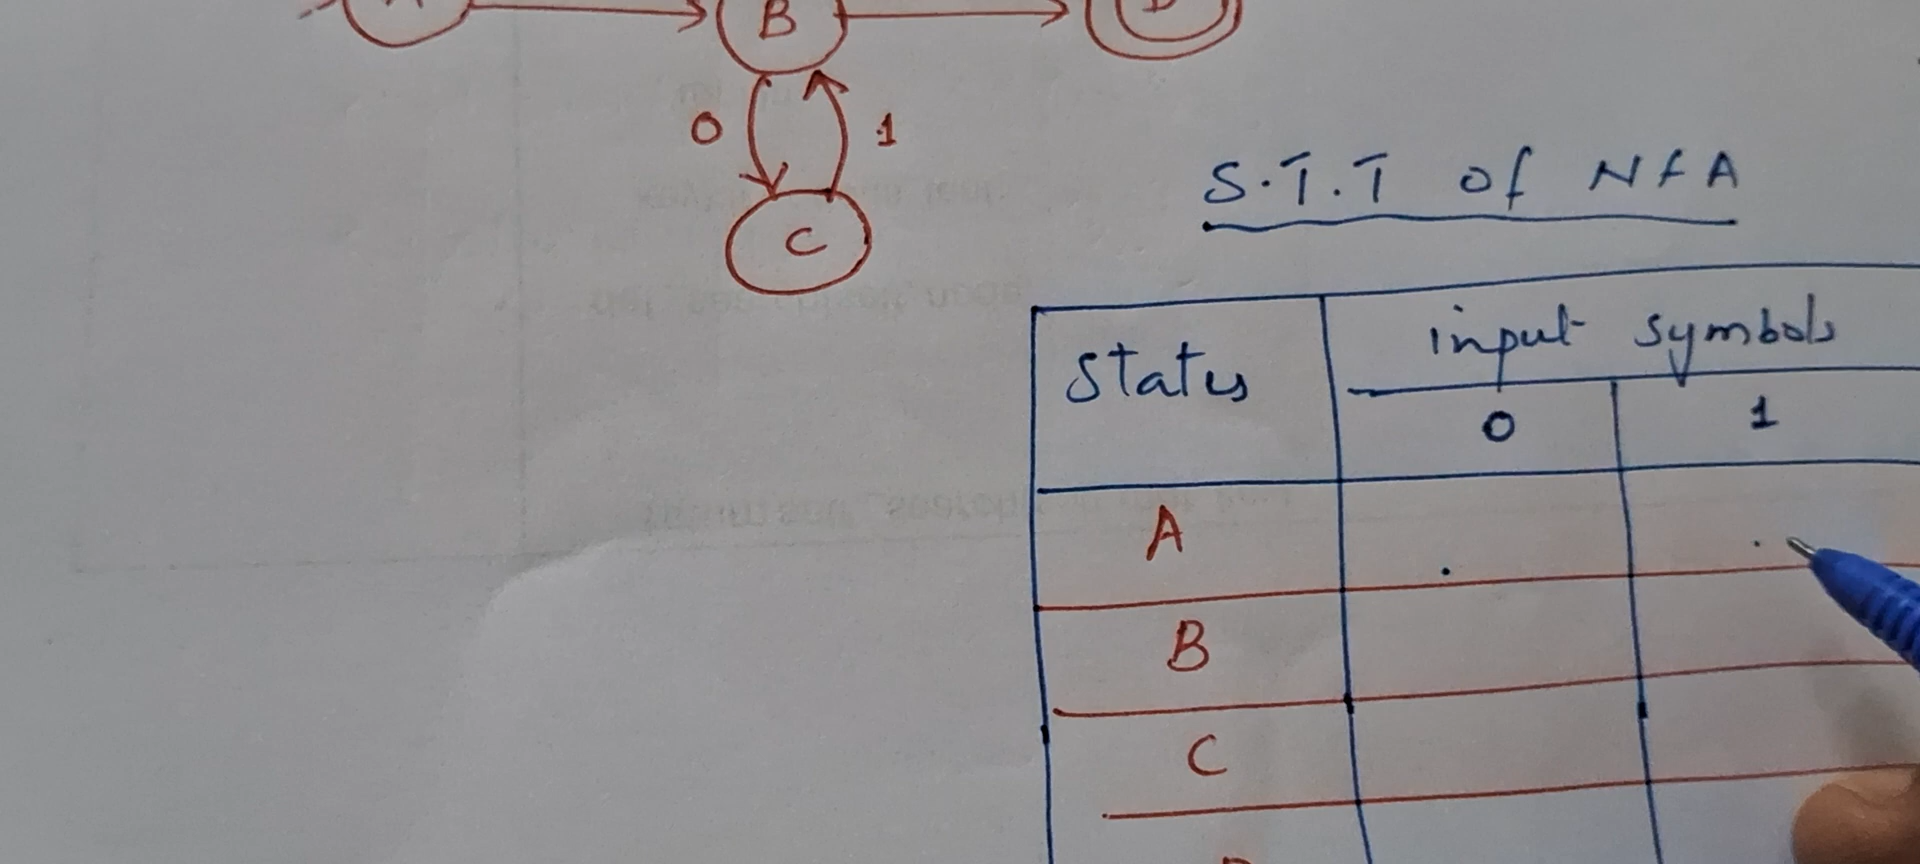 B
0 1
C
S.T.T of NFA
States
input symbols
0 1
A
B
C